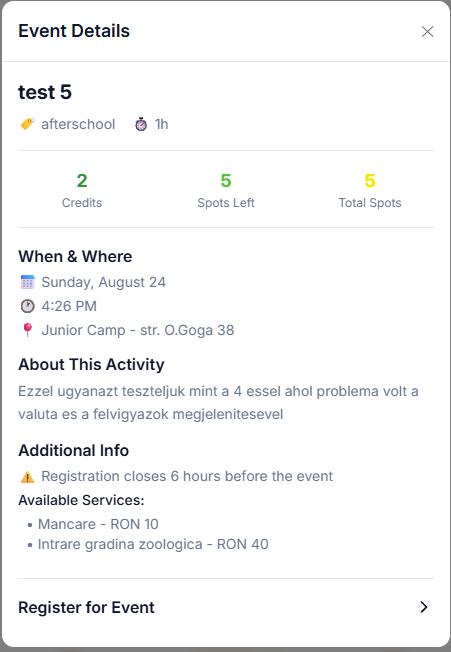 Event Details
test 5
afterschool 1h
2 5 5
Credits Spots Left Total Spots
When & Where
Sunday, August 24
4:26 PM
Junior Camp - str. O.Goga 38
About This Activity
Ezzel ugyanazt teszteljuk mint a 4 essel ahol problema volt a
valuta es a felvigyazok megjelenitesevel
Additional Info
Registration closes 6 hours before the event
Available Services:
• Mancare - RON 10
• Intrare gradina zoologica - RON 40
Register for Event